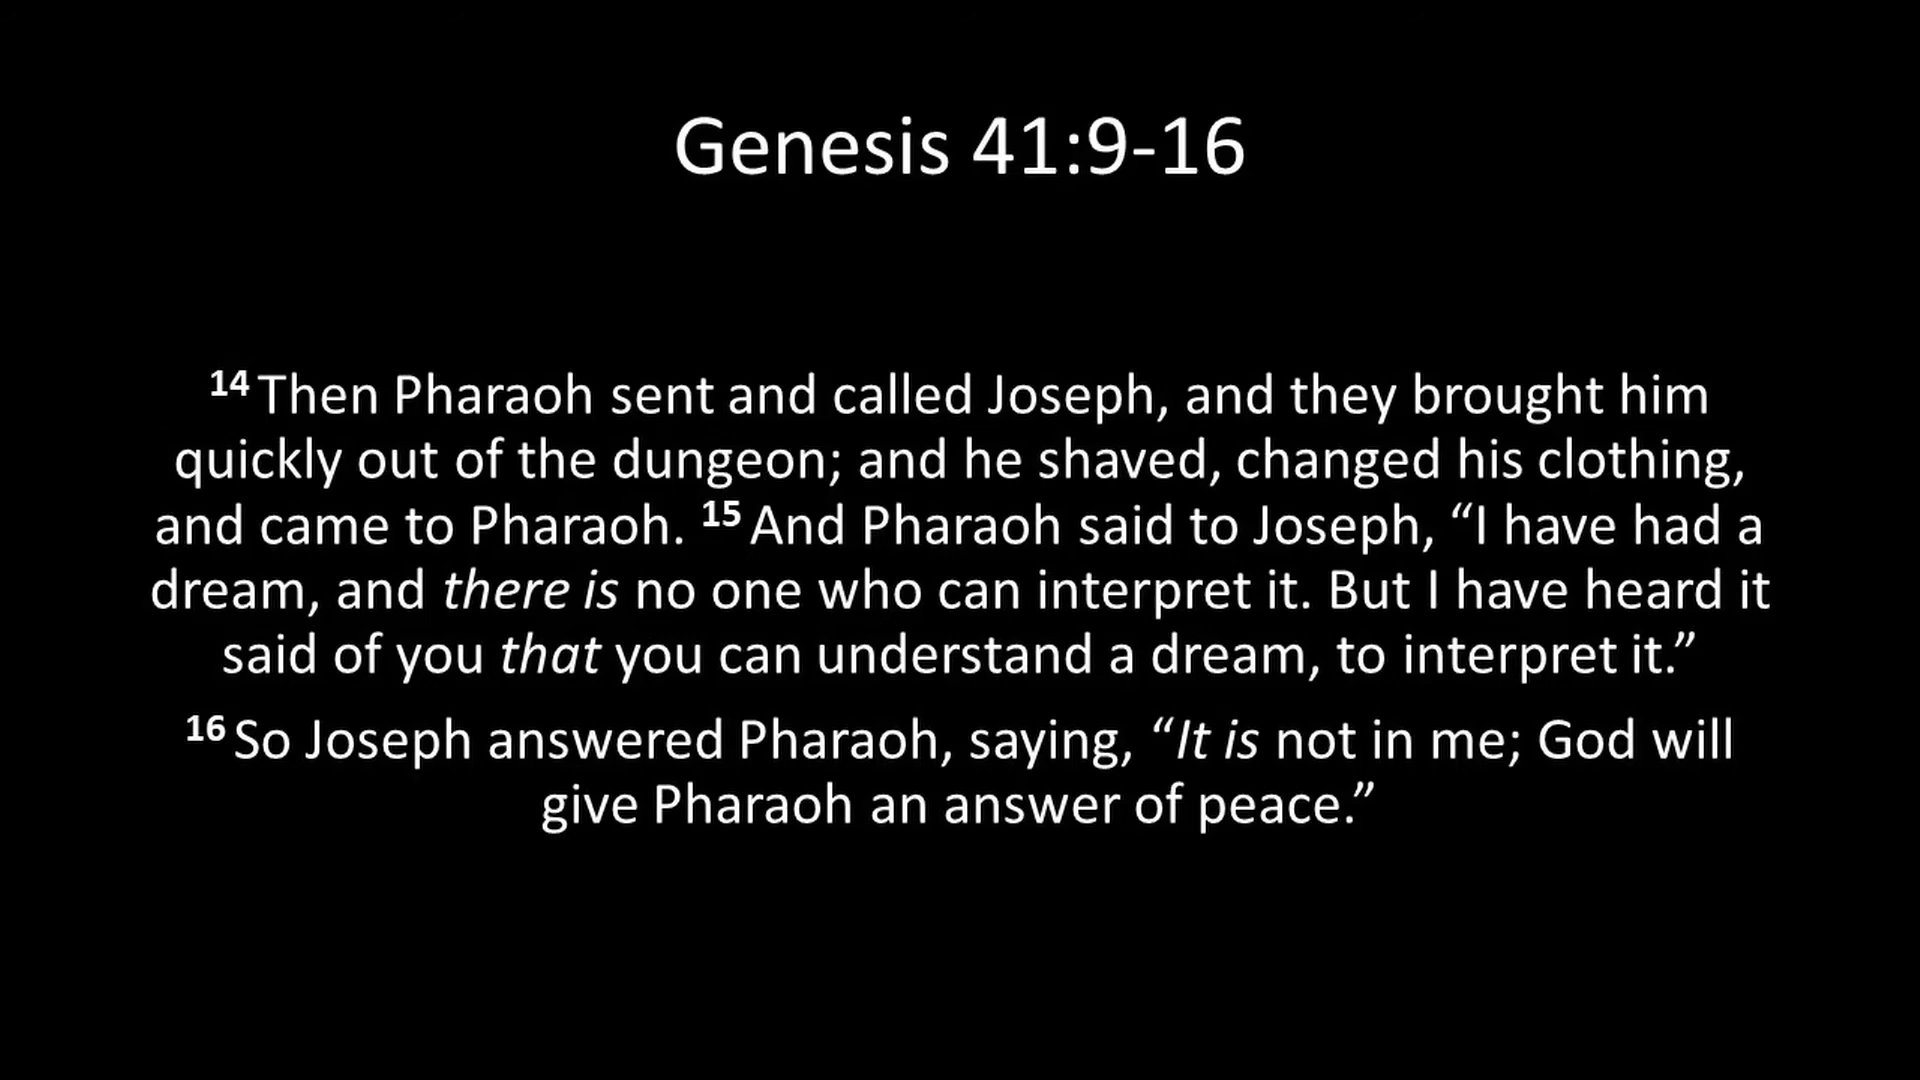 Genesis 41:9-16
14 Then Pharaoh sent and called Joseph, and they brought him
quickly out of the dungeon; and he shaved, changed his clothing,
and came to Pharaoh. 15 And Pharaoh said to Joseph, “I have had a
dream, and there is no one who can interpret it. But I have heard it
said of you that you can understand a dream, to interpret it.”
16 So Joseph answered Pharaoh, saying, “It is not in me; God will
give Pharaoh an answer of peace.”